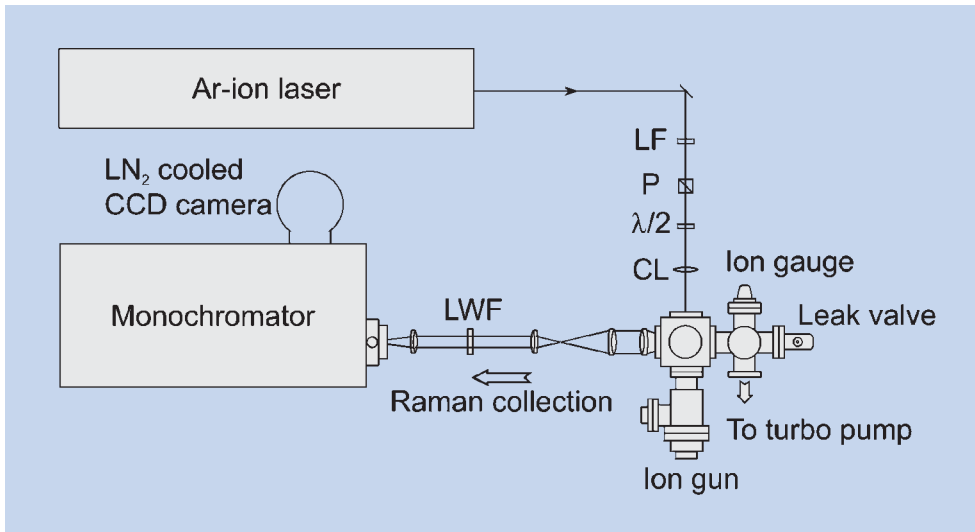 Ar-ion laser
LN₂ cooled
CCD camera
LF
P
λ/2
CL
Ion gauge
Leak valve
Monochromator
LWF
Raman collection
To turbo pump
Ion gun